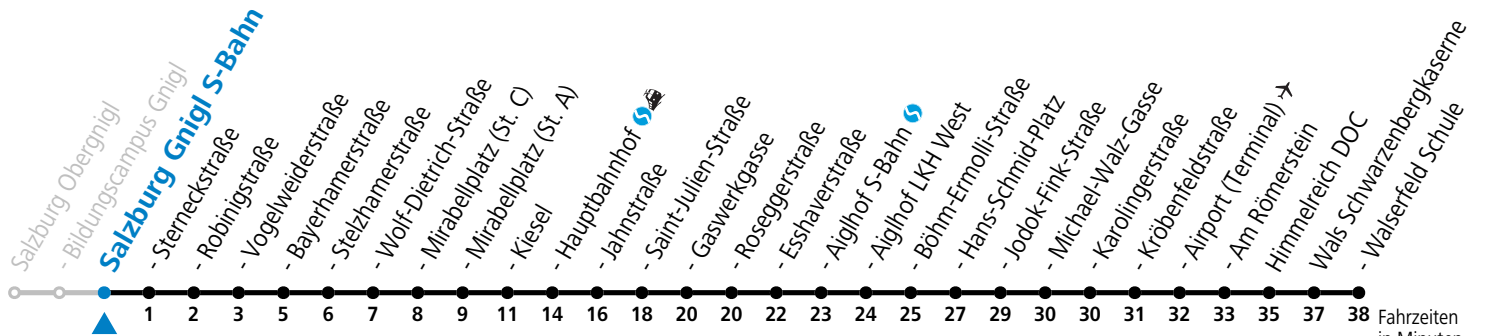 Salzburg Obergnigl
- Bildungscampus Gnigl
Salzburg Gnigl S-Bahn
- Sterneckstraße
- Robinigstraße
- Vogelweiderstraße
- Bayerhamerstraße
- Stelzhamerstraße
- Wolf-Dietrich-Straße
- Mirabellplatz (St. C)
- Mirabellplatz (St. A)
- Kiesel
- Hauptbahnhof
- Jahnstraße
- Saint-Julien-Straße
- Gaswerkgasse
- Roseggerstraße
- Esshaverstraße
- Aiglhof S-Bahn
- Aiglhof LKH West
- Böhm-Ermolli-Straße
- Hans-Schmid-Platz
- Jodok-Fink-Straße
- Michael-Walz-Gasse
- Karolingerstraße
- Kröbenfeldstraße
- Airport (Terminal)
- Am Römerstein
Himmelreich DOC
Wals Schwarzenbergkaserne
- Walserfeld Schule
1 2 3 5 6 7 8 9 11 14 16 18 20 20 22 23 24 25 27 29 30 30 31 32 33 35 37 38 Fahrzeiten
in Minuten